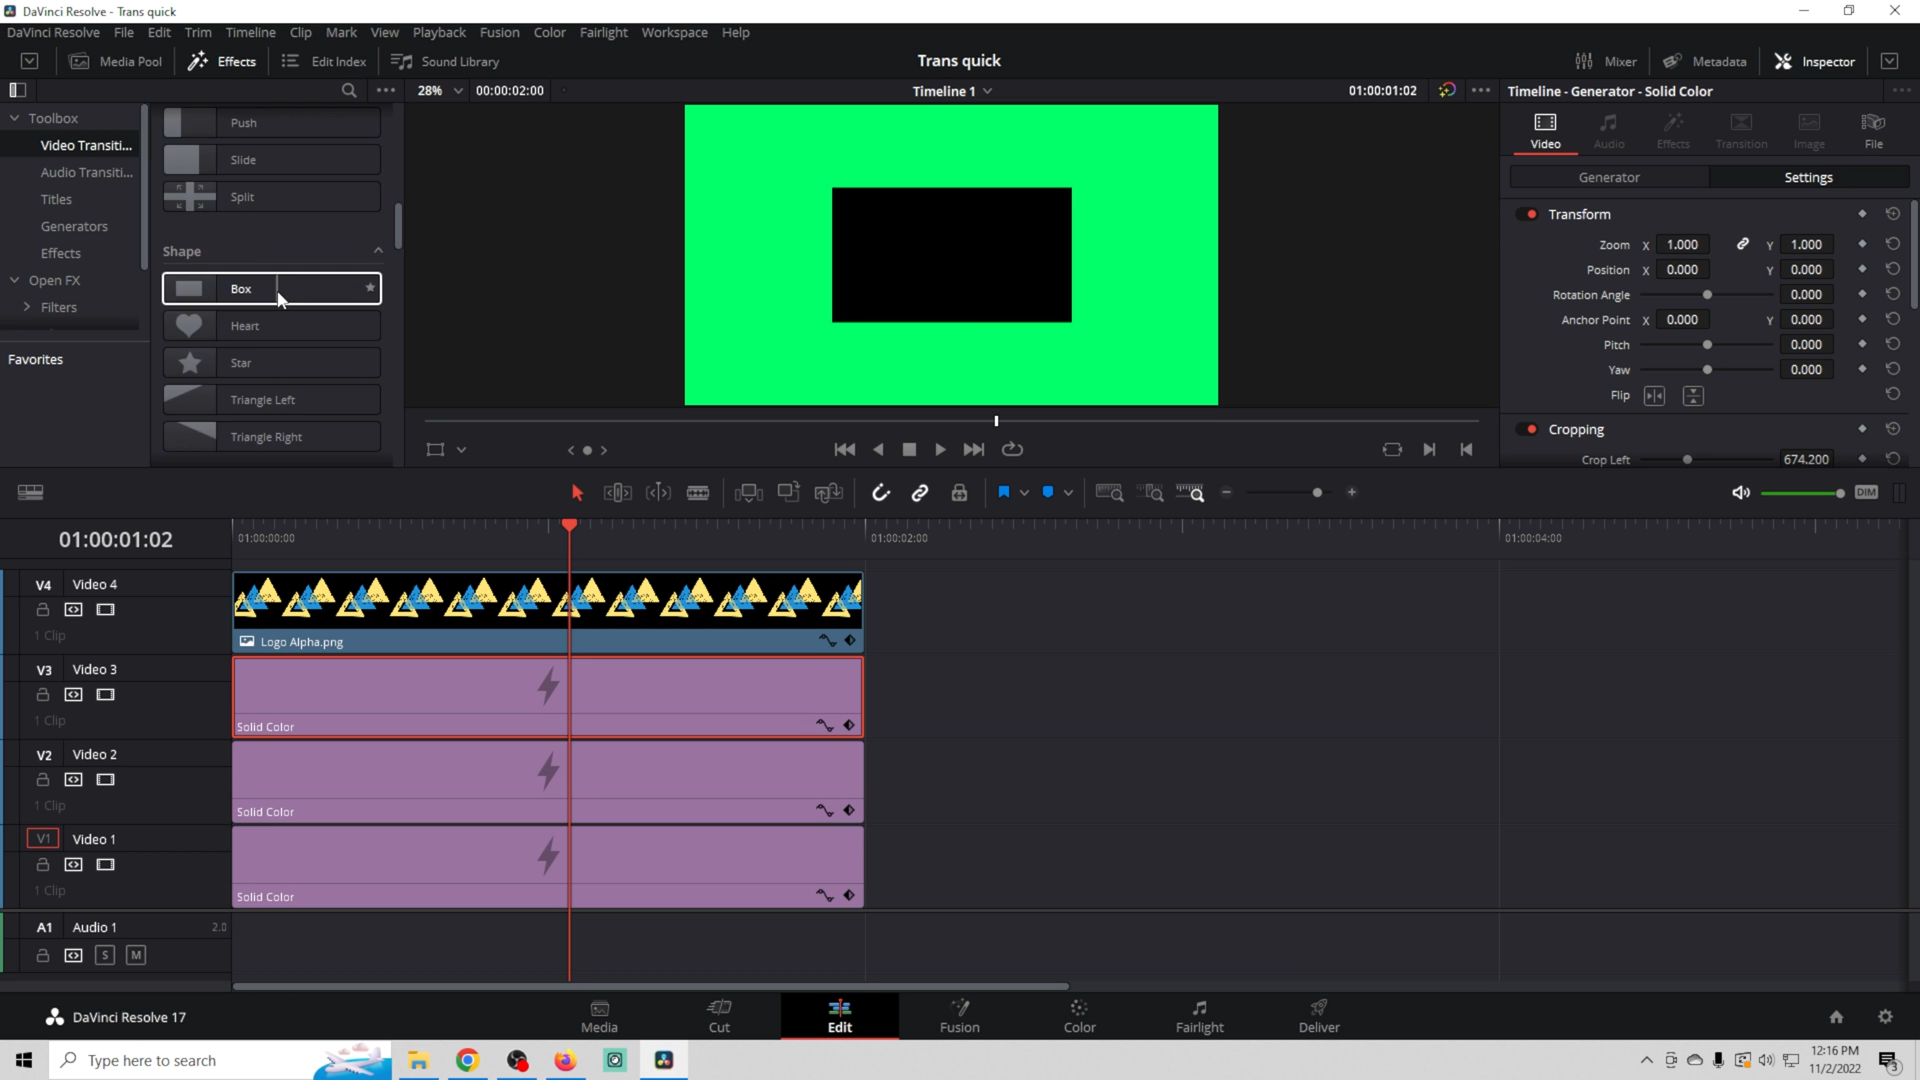 DaVinci Resolve - Trans quick
DaVinci Resolve File Edit Trim Timeline Clip Mark View Playback Fusion Color Fairlight Workspace Help
Media Pool Effects Edit Index Sound Library Trans quick Mixer Metadata Inspector
28% 00:00:02:00 Timeline 1 01:00:01:02 Timeline - Generator - Solid Color
Toolbox
Video Transiti...
Audio Transiti...
Titles
Generators
Effects
Open FX
Filters
Favorites
Push
Slide
Split
Shape
Box
Heart
Star
Triangle Left
Triangle Right
Video Audio Effects Transition Image File
Generator Settings
Transform
Zoom X 1.000 Y 1.000
Position X 0.000 Y 0.000
Rotation Angle 0.000
Anchor Point X 0.000 Y 0.000
Pitch 0.000
Yaw 0.000
Flip
Cropping
Crop Left 674.200
DIM
01:00:01:02 01:00:00:00 01:00:02:00 01:00:04:00
V4 Video 4
1 Clip
Logo Alpha.png
V3 Video 3
1 Clip
Solid Color
V2 Video 2
1 Clip
Solid Color
V1 Video 1
1 Clip
Solid Color
A1 Audio 1 2.0
S M
DaVinci Resolve 17 Media Cut Edit Fusion Color Fairlight Deliver
Type here to search
12:16 PM
11/2/2022
3